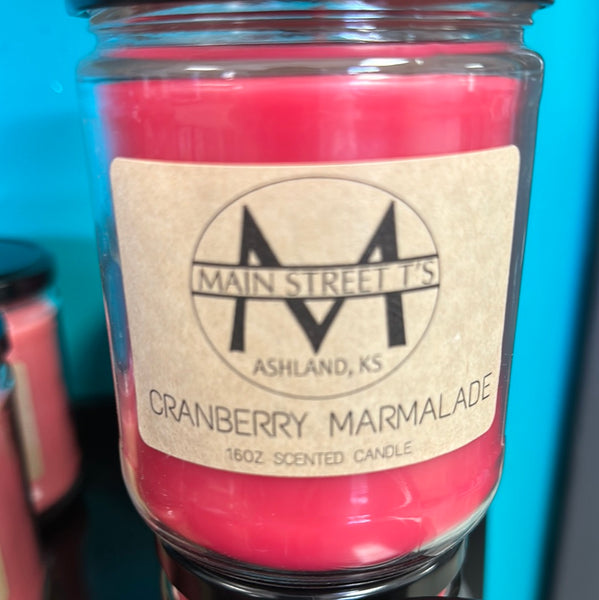 M
MAIN STREET T'S
ASHLAND, KS
CRANBERRY MARMALADE
16OZ SCENTED CANDLE